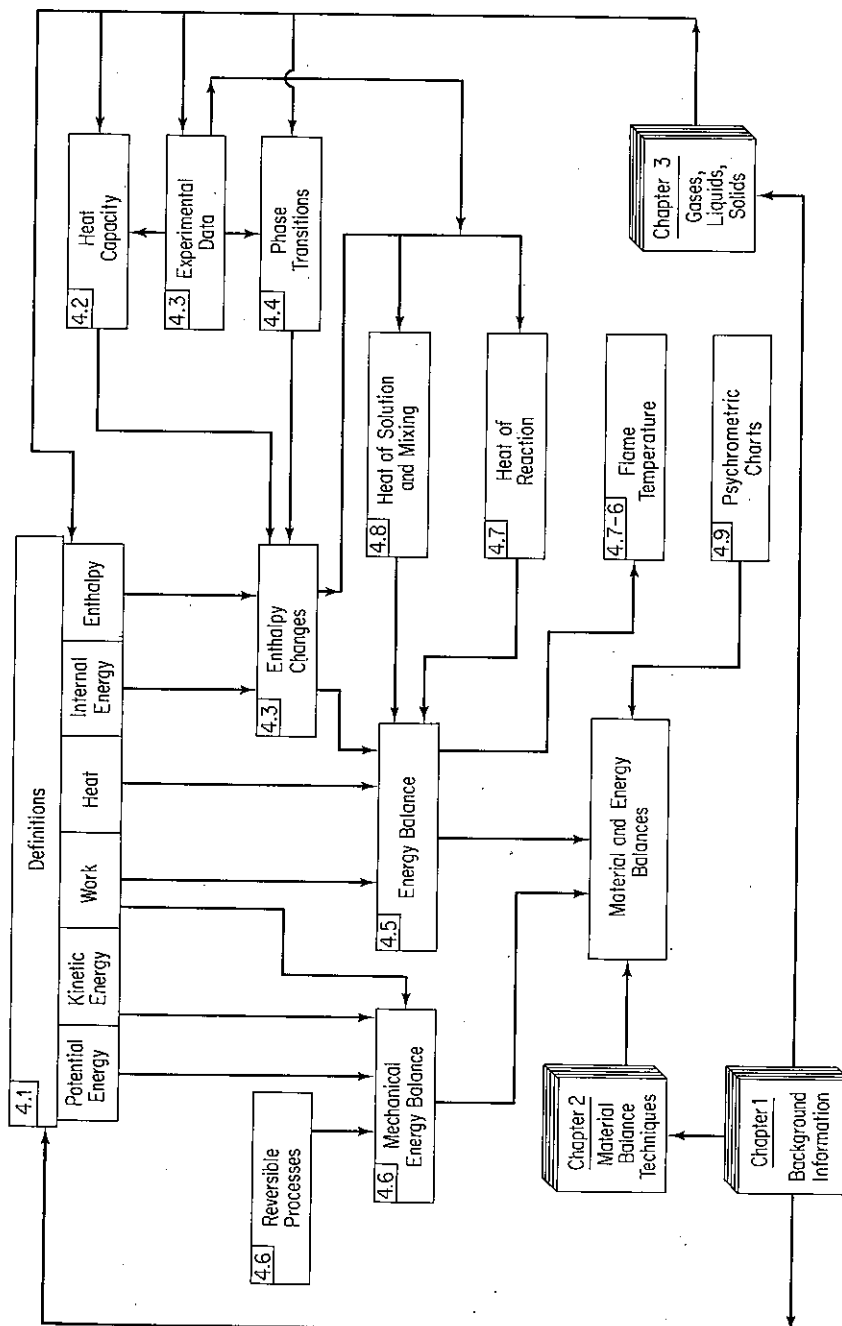 4.1
Definitions
Potential Energy
Kinetic Energy
Work
Heat
Internal
Energy
Enthalpy
4.2
Heat
Capacity
4.3
Experimental
Data
4.4
Phase
Transitions
4.6
Reversible
Processes
4.6
Mechanical
Energy Balance
4.5
Energy Balance
4.3
Enthalpy
Changes
4.8
Heat of Solution
and Mixing
4.7
Heat of
Reaction
4.7-6
Flame
Temperature
4.9
Psychrometric
Charts
Material and Energy
Balances
Chapter 2
Material
Balance
Techniques
Chapter 1
Background
Information
Chapter 3
Gases,
Liquids,
Solids